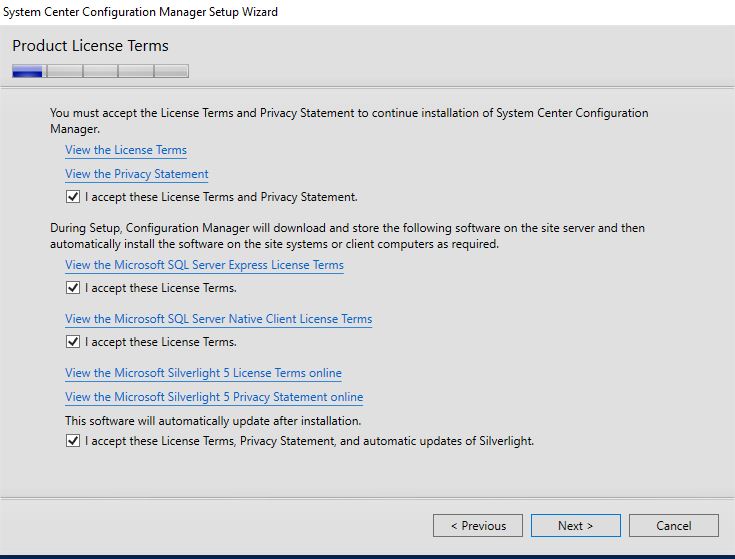 System Center Configuration Manager Setup Wizard
Product License Terms
You must accept the License Terms and Privacy Statement to continue installation of System Center Configuration
Manager.
View the License Terms
View the Privacy Statement
I accept these License Terms and Privacy Statement.
During Setup, Configuration Manager will download and store the following software on the site server and then
automatically install the software on the site systems or client computers as required.
View the Microsoft SQL Server Express License Terms
I accept these License Terms.
View the Microsoft SQL Server Native Client License Terms
I accept these License Terms.
View the Microsoft Silverlight 5 License Terms online
View the Microsoft Silverlight 5 Privacy Statement online
This software will automatically update after installation.
I accept these License Terms, Privacy Statement, and automatic updates of Silverlight.
< Previous Next > Cancel